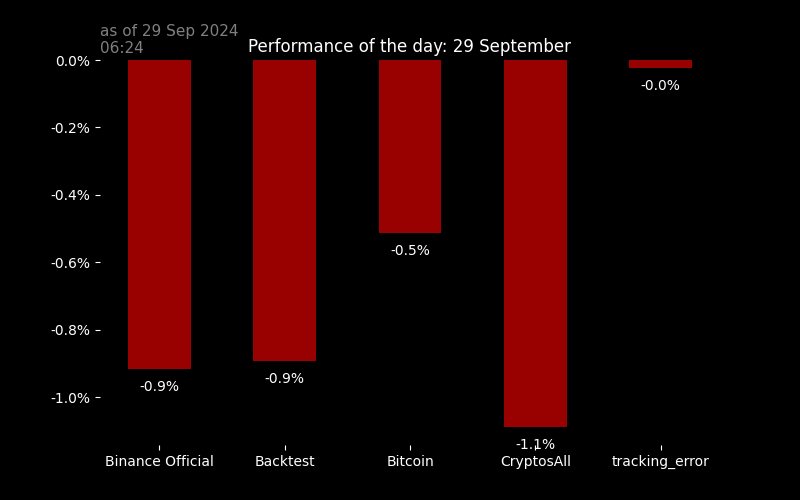 as of 29 Sep 2024
06:24
Performance of the day: 29 September
0.0%
-0.2%
-0.4%
-0.6%
-0.8%
-1.0%
-0.9%
-0.9%
-0.5%
-1.1%
-0.0%
Binance Official
Backtest
Bitcoin
CryptosAll
tracking_error